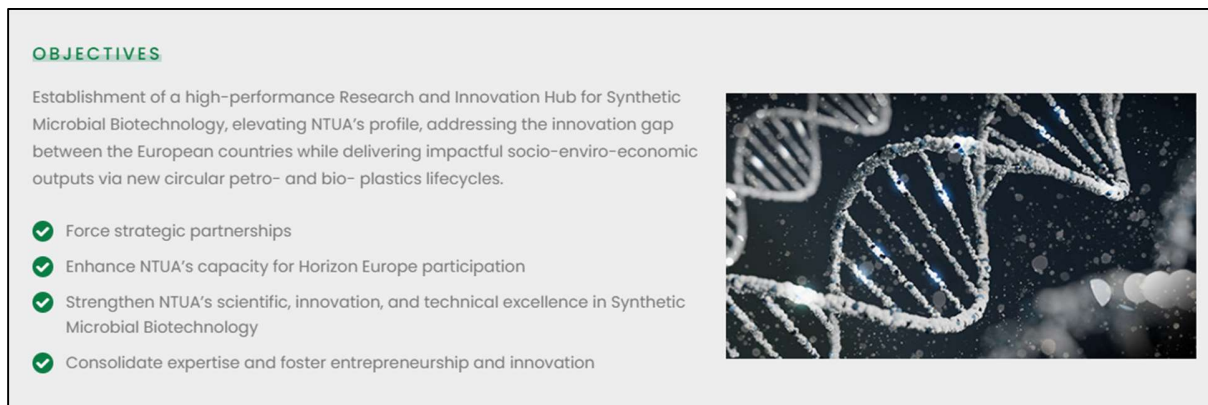 OBJECTIVES
Establishment of a high-performance Research and Innovation Hub for Synthetic
Microbial Biotechnology, elevating NTUA's profile, addressing the innovation gap
between the European countries while delivering impactful socio-enviro-economic
outputs via new circular petro- and bio- plastics lifecycles.
Force strategic partnerships
Enhance NTUA's capacity for Horizon Europe participation
Strengthen NTUA's scientific, innovation, and technical excellence in Synthetic
Microbial Biotechnology
Consolidate expertise and foster entrepreneurship and innovation